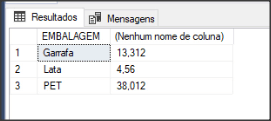 Resultados Mensagens
EMBALAGEM (Nenhum nome de coluna)
1 Garrafa 13,312
2 Lata 4,56
3 PET 38,012